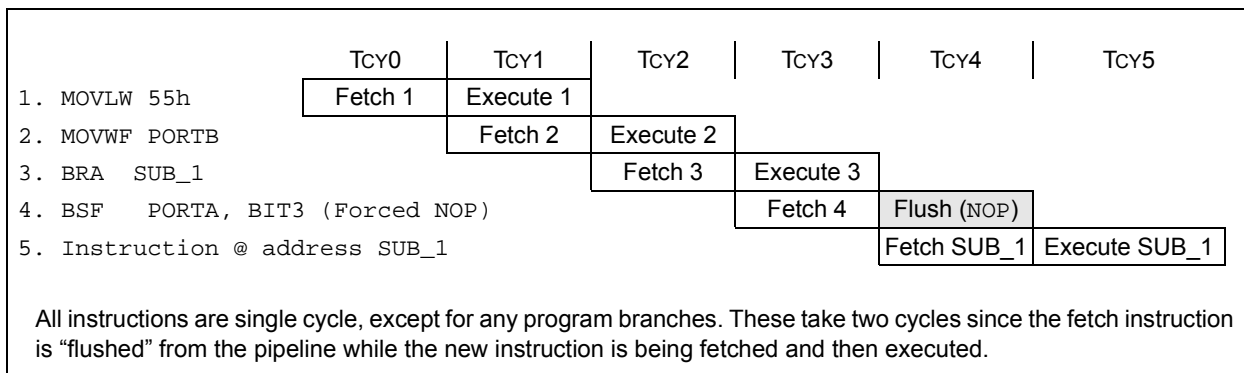 TCY0 TCY1 TCY2 TCY3 TCY4 TCY5
1. MOVLW 55h Fetch 1 Execute 1
2. MOVWF PORTB Fetch 2 Execute 2
3. BRA SUB_1 Fetch 3 Execute 3
4. BSF PORTA, BIT3 (Forced NOP) Fetch 4 Flush (NOP)
5. Instruction @ address SUB_1 Fetch SUB_1 Execute SUB_1
All instructions are single cycle, except for any program branches. These take two cycles since the fetch instruction
is “flushed” from the pipeline while the new instruction is being fetched and then executed.